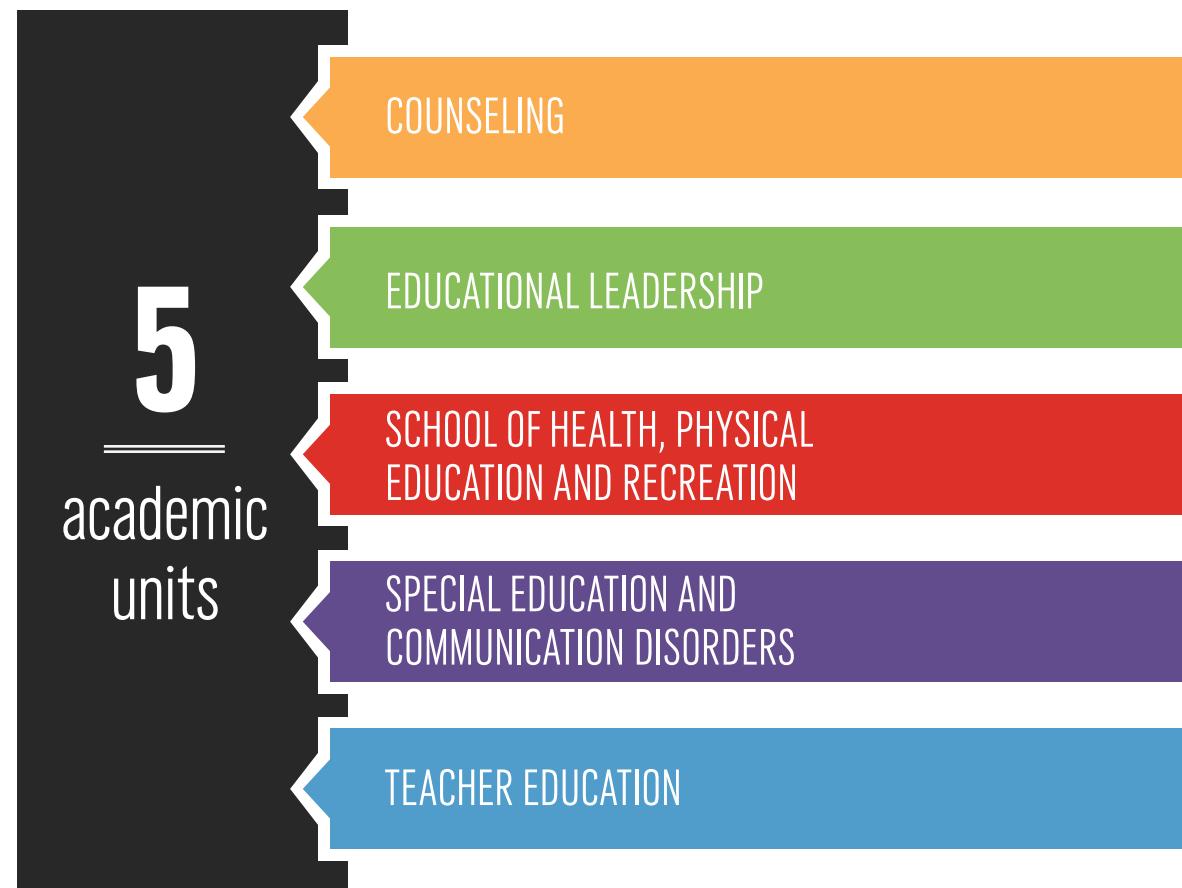 5
academic
units
COUNSELING
EDUCATIONAL LEADERSHIP
SCHOOL OF HEALTH, PHYSICAL
EDUCATION AND RECREATION
SPECIAL EDUCATION AND
COMMUNICATION DISORDERS
TEACHER EDUCATION